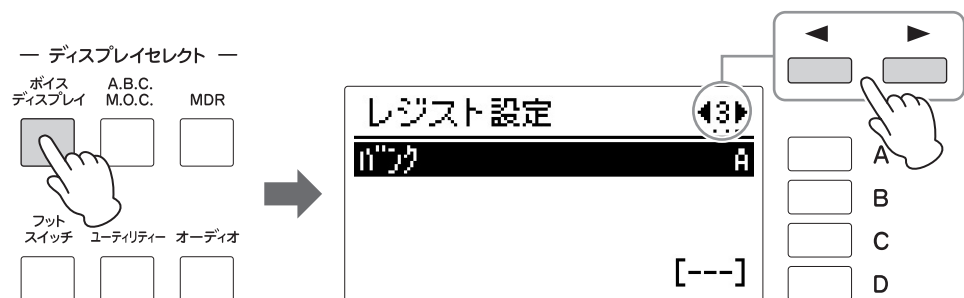 ディスプレイセレクト
ボイス
ディスプレイ
A.B.C.
M.O.C.
MDR
フット
スイッチ
ユーティリティー
オーディオ
レジスト設定
3
バンク A
[---]
A
B
C
D